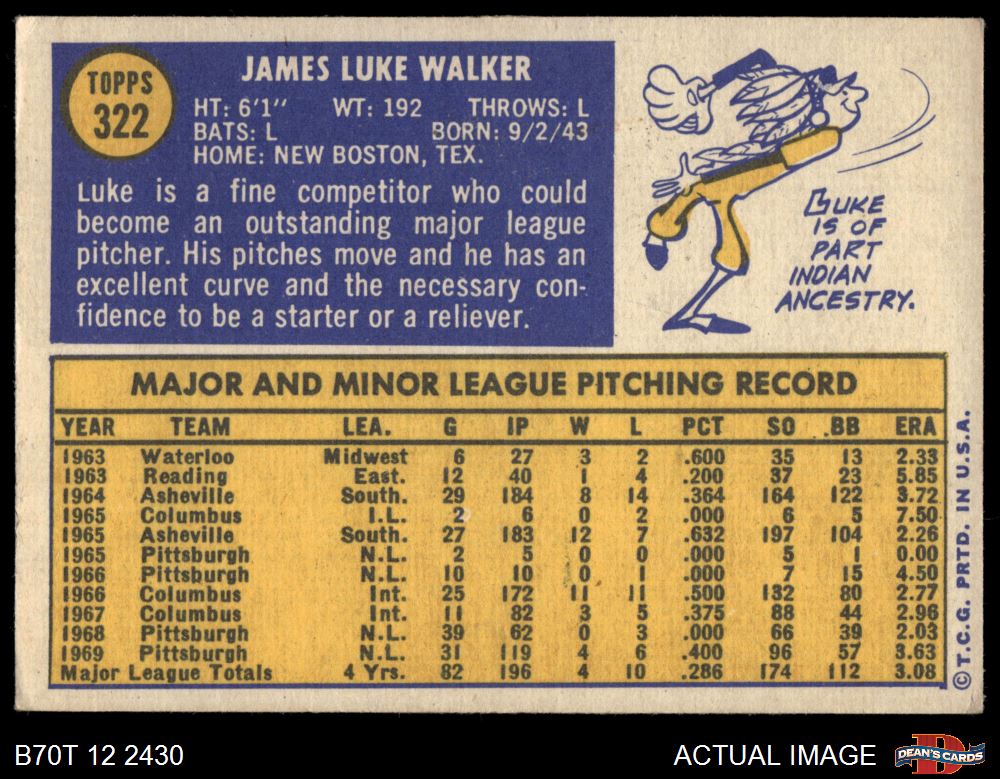 TOPPS
322
JAMES LUKE WALKER
HT: 6'1" WT: 192 THROWS: L
BATS: L BORN: 9/2/43
HOME: NEW BOSTON, TEX.
Luke is a fine competitor who could
become an outstanding major league
pitcher. His pitches move and he has an
excellent curve and the necessary con-
fidence to be a starter or a reliever.
LUKE
IS OF
PART
INDIAN
ANCESTRY.
MAJOR AND MINOR LEAGUE PITCHING RECORD
YEAR TEAM LEA. G IP W L PCT SO BB ERA
1963 Waterloo Midwest 6 27 3 2 .600 35 13 2.33
1963 Reading East. 12 40 1 4 .200 37 23 5.85
1964 Asheville South. 29 184 8 14 .364 164 122 3.72
1965 Columbus I.L. 2 6 0 2 .000 6 5 7.50
1965 Asheville South. 27 183 12 7 .632 197 104 2.26
1965 Pittsburgh N.L. 2 5 0 0 .000 5 1 0.00
1966 Pittsburgh N.L. 10 10 0 1 .000 7 15 4.50
1966 Columbus Int. 25 172 11 11 .500 132 80 2.77
1967 Columbus Int. 11 82 3 5 .375 88 44 2.96
1968 Pittsburgh N.L. 39 62 0 3 .000 66 39 2.03
1969 Pittsburgh N.L. 31 119 4 6 .400 96 57 3.63
Major League Totals 4 Yrs. 82 196 4 10 .286 174 112 3.08
© T.C.G. PRTD. IN U.S.A.
B70T 12 2430
ACTUAL IMAGE
DEAN'S CARDS